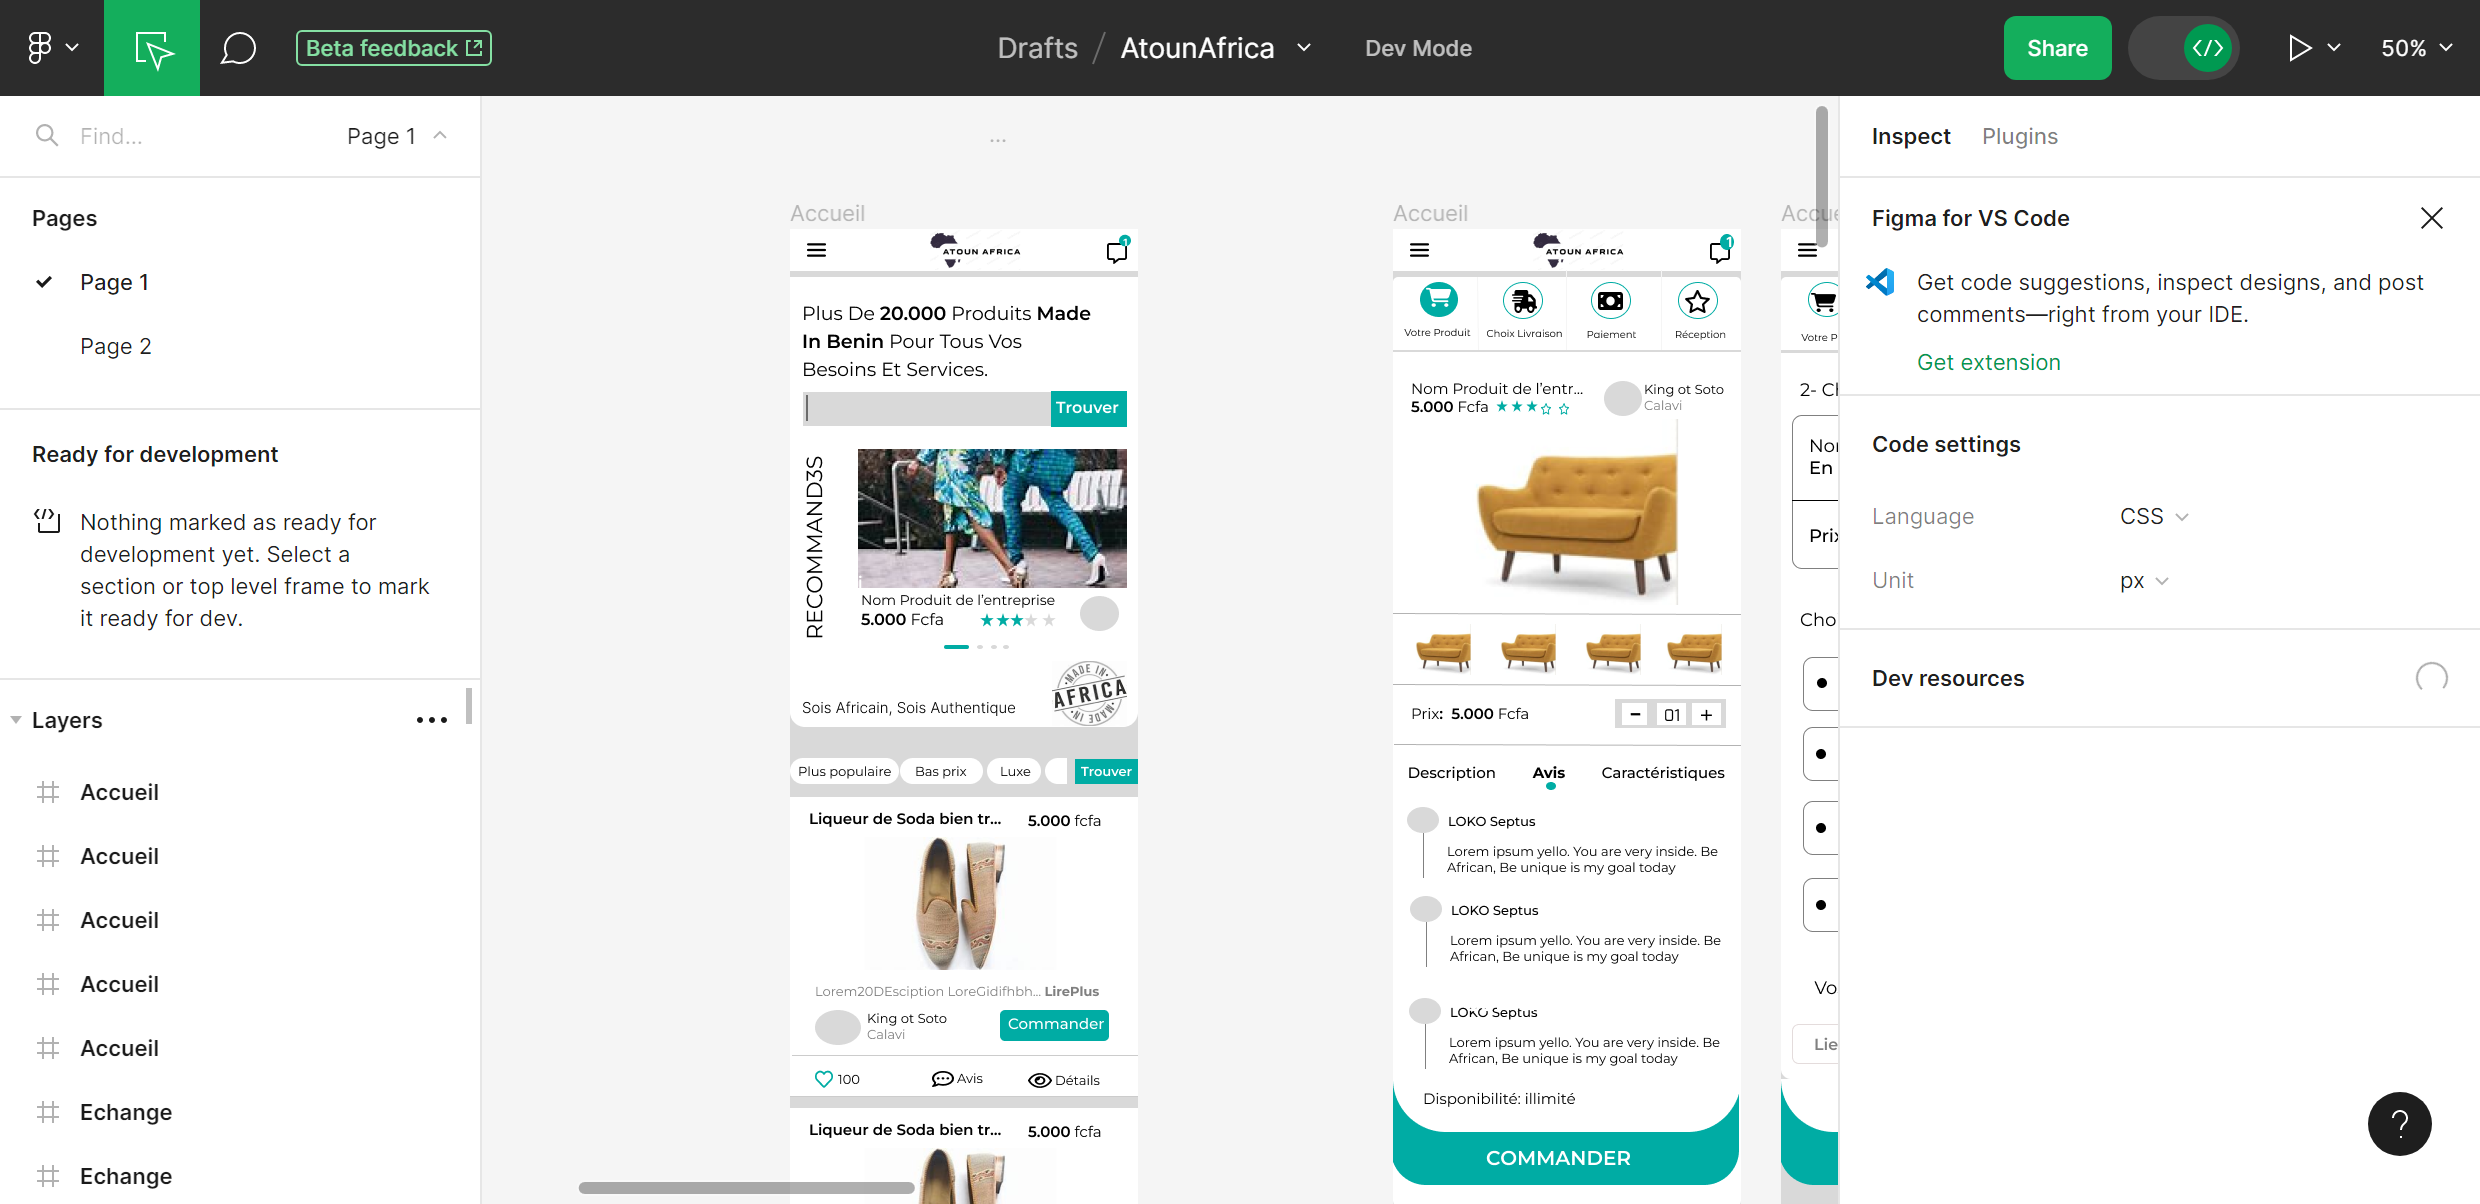 Beta feedback
Drafts / AtounAfrica
Dev Mode
Share
50%
Find...
Page 1
Pages
Page 1
Page 2
Ready for development
Nothing marked as ready for
development yet. Select a
section or top level frame to mark
it ready for dev.
Layers
Accueil
Accueil
Accueil
Accueil
Accueil
Echange
Echange
...
Accueil
ATOUN AFRICA
1
Plus De 20.000 Produits Made
In Benin Pour Tous Vos
Besoins Et Services.
Trouver
RECOMMAND3S
Nom Produit de l'entreprise
5.000 Fcfa
Sois Africain, Sois Authentique
MADE IN
AFRICA
MADE IN
Plus populaire
Bas prix
Luxe
Trouver
Liqueur de Soda bien tr...
5.000 fcfa
Lorem20DEsciption LoreGidifhbh... LirePlus
King ot Soto
Calavi
Commander
100
Avis
Détails
Liqueur de Soda bien tr...
5.000 fcfa
Accueil
ATOUN AFRICA
1
Votre Produit
Choix Livraison
Paiement
Réception
Nom Produit de l'entr...
5.000 Fcfa
King ot Soto
Calavi
Prix: 5.000 Fcfa
- 01 +
Description
Avis
Caractéristiques
LOKO Septus
Lorem ipsum yello. You are very inside. Be
African, Be unique is my goal today
LOKO Septus
Lorem ipsum yello. You are very inside. Be
African, Be unique is my goal today
LOKO Septus
Lorem ipsum yello. You are very inside. Be
African, Be unique is my goal today
Disponibilité: illimité
COMMANDER
Accue
Votre P
2- Ch
Nom
En
Prix
Cho
Vo
Lie
Inspect
Plugins
Figma for VS Code
Get code suggestions, inspect designs, and post
comments—right from your IDE.
Get extension
Code settings
Language
CSS
Unit
px
Dev resources
?